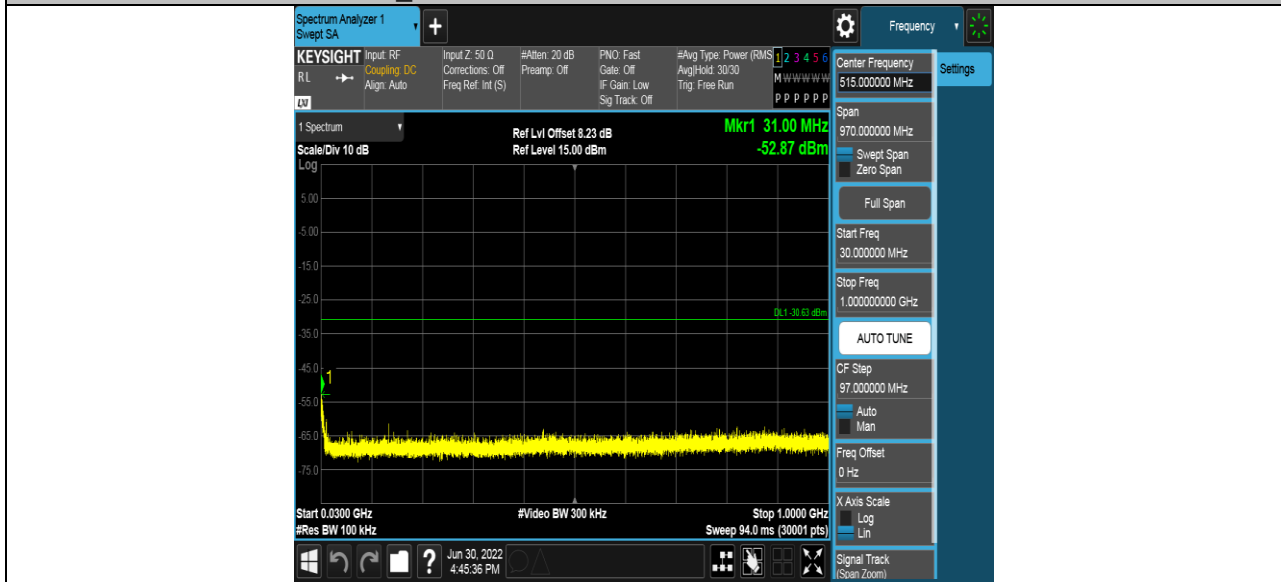 Spectrum Analyzer 1
Swept SA
Frequency
KEYSIGHT
RL
LXI
Input: RF
Coupling: DC
Align: Auto
Input Z: 50 Ω
Corrections: Off
Freq Ref: Int (S)
#Atten: 20 dB
Preamp: Off
PNO: Fast
Gate: Off
IF Gain: Low
Sig Track: Off
#Avg Type: Power (RMS
Avg|Hold: 30/30
Trig: Free Run
1 2 3 4 5 6
M W W W W W
P P P P P P
1 Spectrum
Scale/Div 10 dB
Log
Ref Lvl Offset 8.23 dB
Ref Level 15.00 dBm
Mkr1 31.00 MHz
-52.87 dBm
5.00
-5.00
-15.0
-25.0
DL1 -30.63 dBm
-35.0
-45.0
1
-55.0
-65.0
-75.0
Start 0.0300 GHz
#Res BW 100 kHz
#Video BW 300 kHz
Stop 1.0000 GHz
Sweep 94.0 ms (30001 pts)
?
Jun 30, 2022
4:45:36 PM
Center Frequency
515.000000 MHz
Settings
Span
970.000000 MHz
Swept Span
Zero Span
Full Span
Start Freq
30.000000 MHz
Stop Freq
1.000000000 GHz
AUTO TUNE
CF Step
97.000000 MHz
Auto
Man
Freq Offset
0 Hz
X Axis Scale
Log
Lin
Signal Track
(Span Zoom)